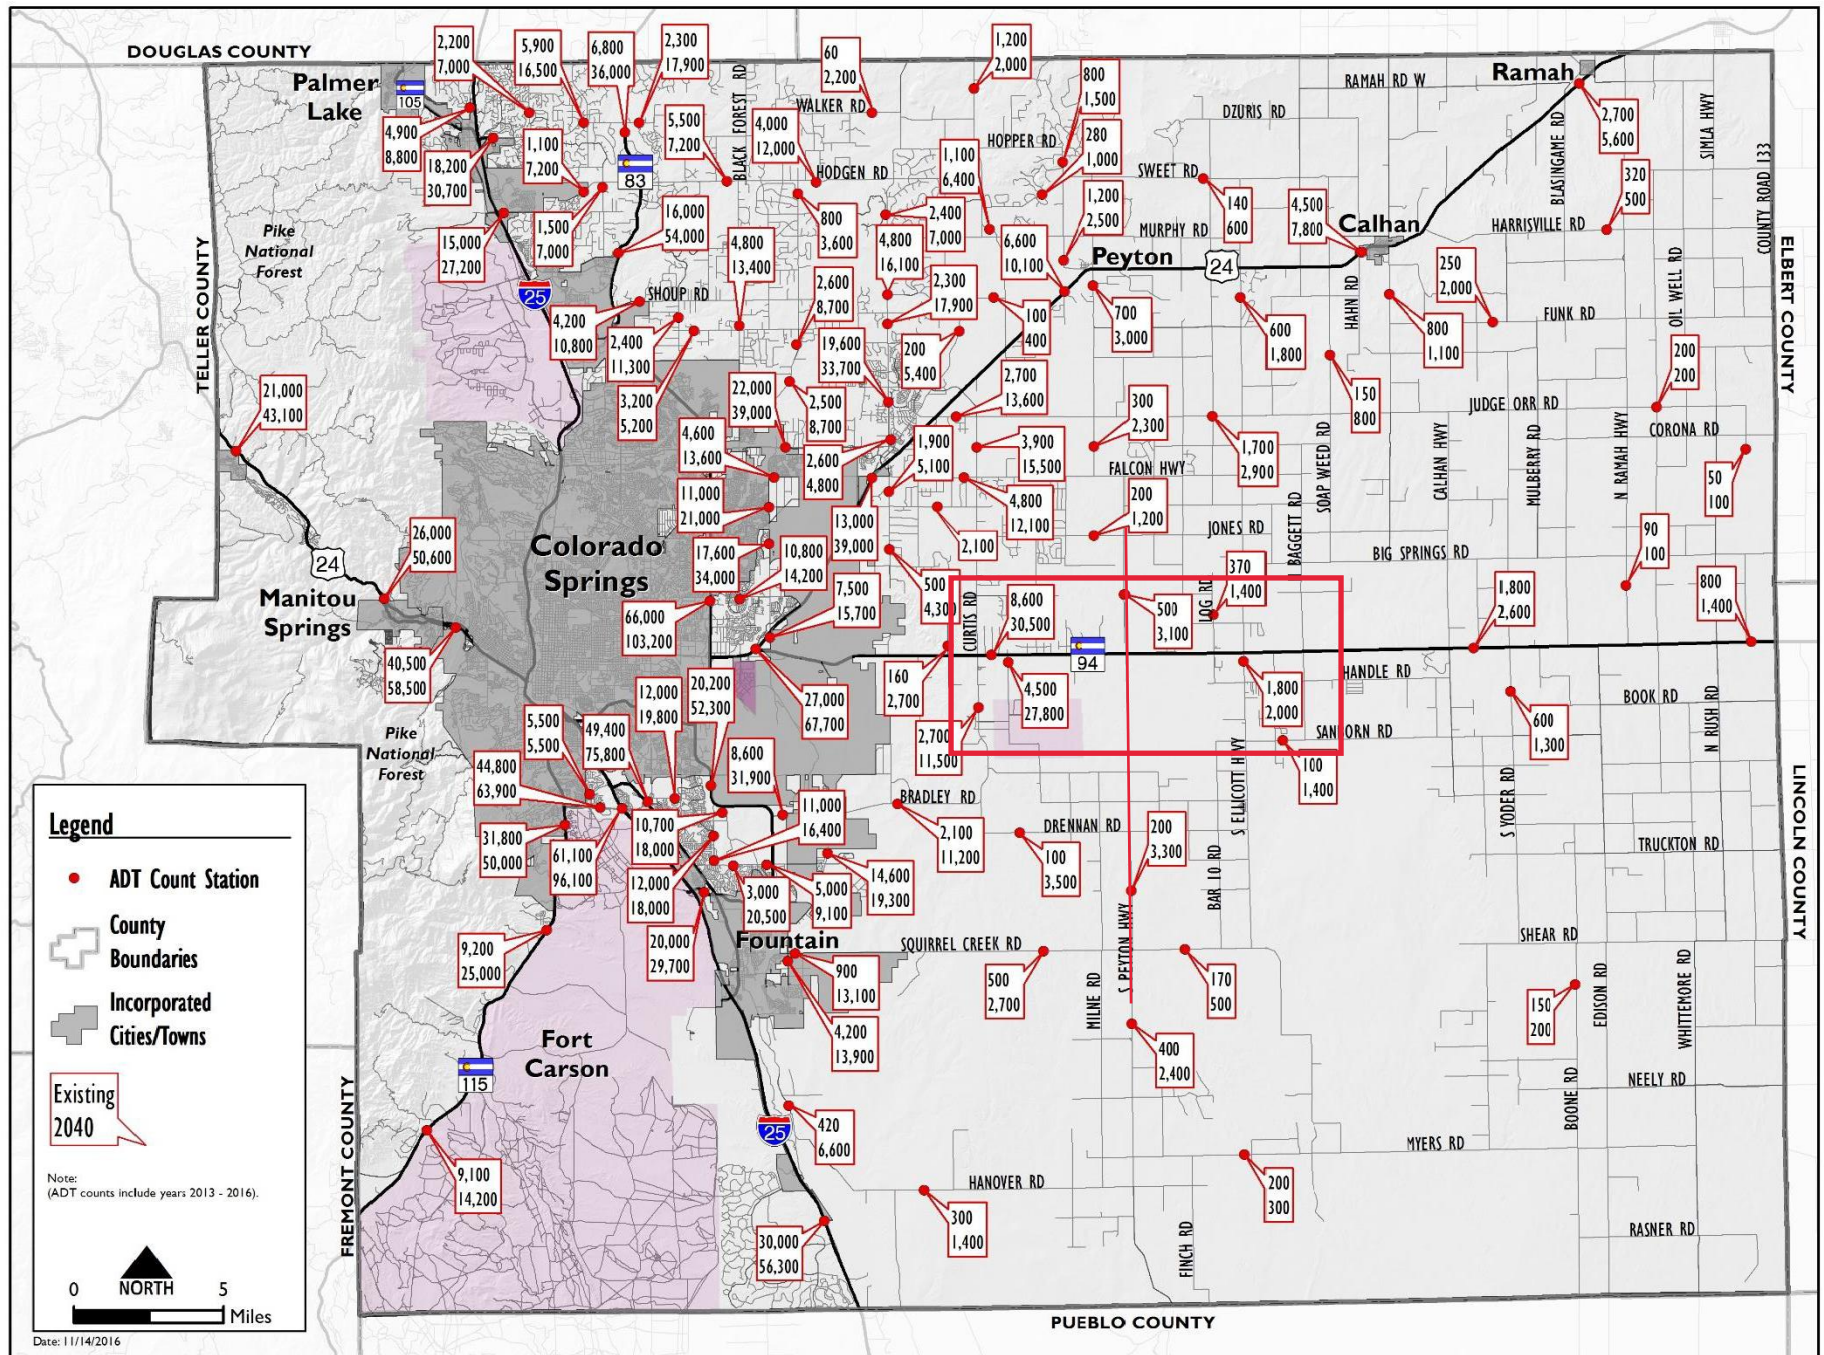 DOUGLAS COUNTY
Palmer
Lake
105
2,200
7,000
5,900
16,500
6,800
36,000
2,300
17,900
60
2,200
1,200
2,000
800
1,500
RAMAH RD W
Ramah
2,700
5,600
4,900
8,800
18,200
30,700
1,100
7,200
83
5,500
7,200
BLACK FOREST RD
4,000
12,000
WALKER RD
HODGEN RD
1,100
6,400
HOPPER RD
280
1,000
DZURIS RD
SWEET RD
BLASINGAME RD
SIMLA HWY
COUNTY ROAD 133
320
500
Pike
National
Forest
15,000
27,200
1,500
7,000
16,000
54,000
4,800
13,400
800
3,600
2,400
7,000
4,800
16,100
6,600
10,100
1,200
2,500
MURPHY RD
140
600
4,500
7,800
Calhan
HARRISVILLE RD
Peyton
24
TELLER COUNTY
25
SHOUP RD
4,200
10,800
2,400
11,300
3,200
5,200
2,600
8,700
19,600
33,700
2,300
17,900
200
5,400
100
400
700
3,000
600
1,800
HAHN RD
800
1,100
250
2,000
FUNK RD
OIL WELL RD
ELBERT COUNTY
21,000
43,100
22,000
39,000
2,500
8,700
2,700
13,600
300
2,300
1,700
2,900
150
800
JUDGE ORR RD
200
200
CORONA RD
4,600
13,600
2,600
4,800
1,900
5,100
3,900
15,500
FALCON HWY
SOAP WEED RD
CALHAN HWY
MULBERRY RD
N RAMAH HWY
50
100
11,000
21,000
13,000
39,000
4,800
12,100
2,100
200
1,200
JONES RD
BAGGETT RD
BIG SPRINGS RD
90
100
Colorado
Springs
26,000
50,600
24
Manitou
Springs
17,600
34,000
10,800
14,200
7,500
15,700
66,000
103,200
500
4,300
CURTIS RD
8,600
30,500
94
500
3,100
LOG RD
370
1,400
1,800
2,600
800
1,400
40,500
58,500
160
2,700
4,500
27,800
1,800
2,000
HANDLE RD
BOOK RD
N RUSH RD
Pike
National
Forest
5,500
5,500
49,400
75,800
12,000
19,800
20,200
52,300
27,000
67,700
2,700
11,500
SANBORN RD
100
1,400
600
1,300
44,800
63,900
8,600
31,900
BRADLEY RD
S ELLICOTT HWY
S YODER RD
LINCOLN COUNTY
31,800
50,000
61,100
96,100
10,700
18,000
11,000
16,400
2,100
11,200
DRENNAN RD
100
3,500
200
3,300
TRUCKTON RD
12,000
18,000
3,000
20,500
5,000
9,100
14,600
19,300
BAR 10 RD
9,200
25,000
20,000
29,700
Fountain
SQUIRREL CREEK RD
SHEAR RD
900
13,100
500
2,700
MILNE RD
S PEYTON HWY
170
500
150
200
EDISON RD
WHITTEMORE RD
4,200
13,900
400
2,400
Fort
Carson
115
BOONE RD
NEELY RD
25
420
6,600
MYERS RD
FREMONT COUNTY
9,100
14,200
HANOVER RD
300
1,400
200
300
FINCH RD
RASNER RD
30,000
56,300
PUEBLO COUNTY
Legend
ADT Count Station
County
Boundaries
Incorporated
Cities/Towns
Existing
2040
Note:
(ADT counts include years 2013 - 2016).
NORTH
0 5
Miles
Date: 11/14/2016